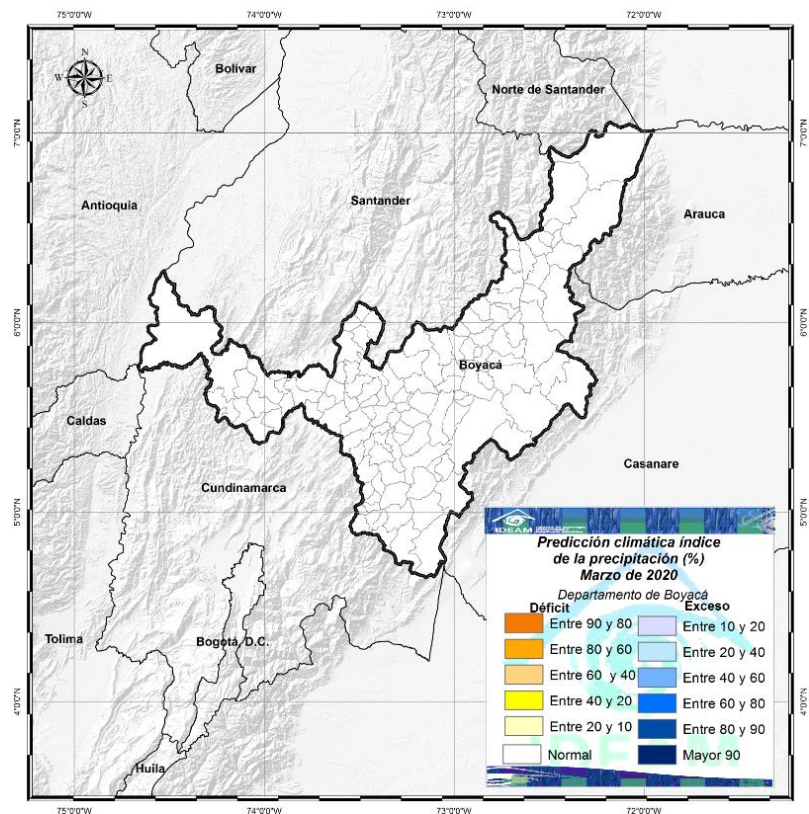 75°0'0"W 74°0'0"W 73°0'0"W 72°0'0"W
N
W E
S
Bolivar
Norte de Santander
7°0'0"N 7°0'0"N
Antioquia
Santander
Arauca
6°0'0"N 6°0'0"N
Boyacá
Caldas
Casanare
Cundinamarca
5°0'0"N 5°0'0"N
IDEAM
Predicción climática índice
de la precipitación (%)
Marzo de 2020
Departamento de Boyacá
Déficit Exceso
Entre 90 y 80 Entre 10 y 20
Entre 80 y 60 Entre 20 y 40
Entre 60 y 40 Entre 40 y 60
Entre 40 y 20 Entre 60 y 80
Entre 20 y 10 Entre 80 y 90
Normal Mayor 90
IDEAM
Tolima
Bogotá, D.C.
4°0'0"N 4°0'0"N
Huila
75°0'0"W 74°0'0"W 73°0'0"W 72°0'0"W